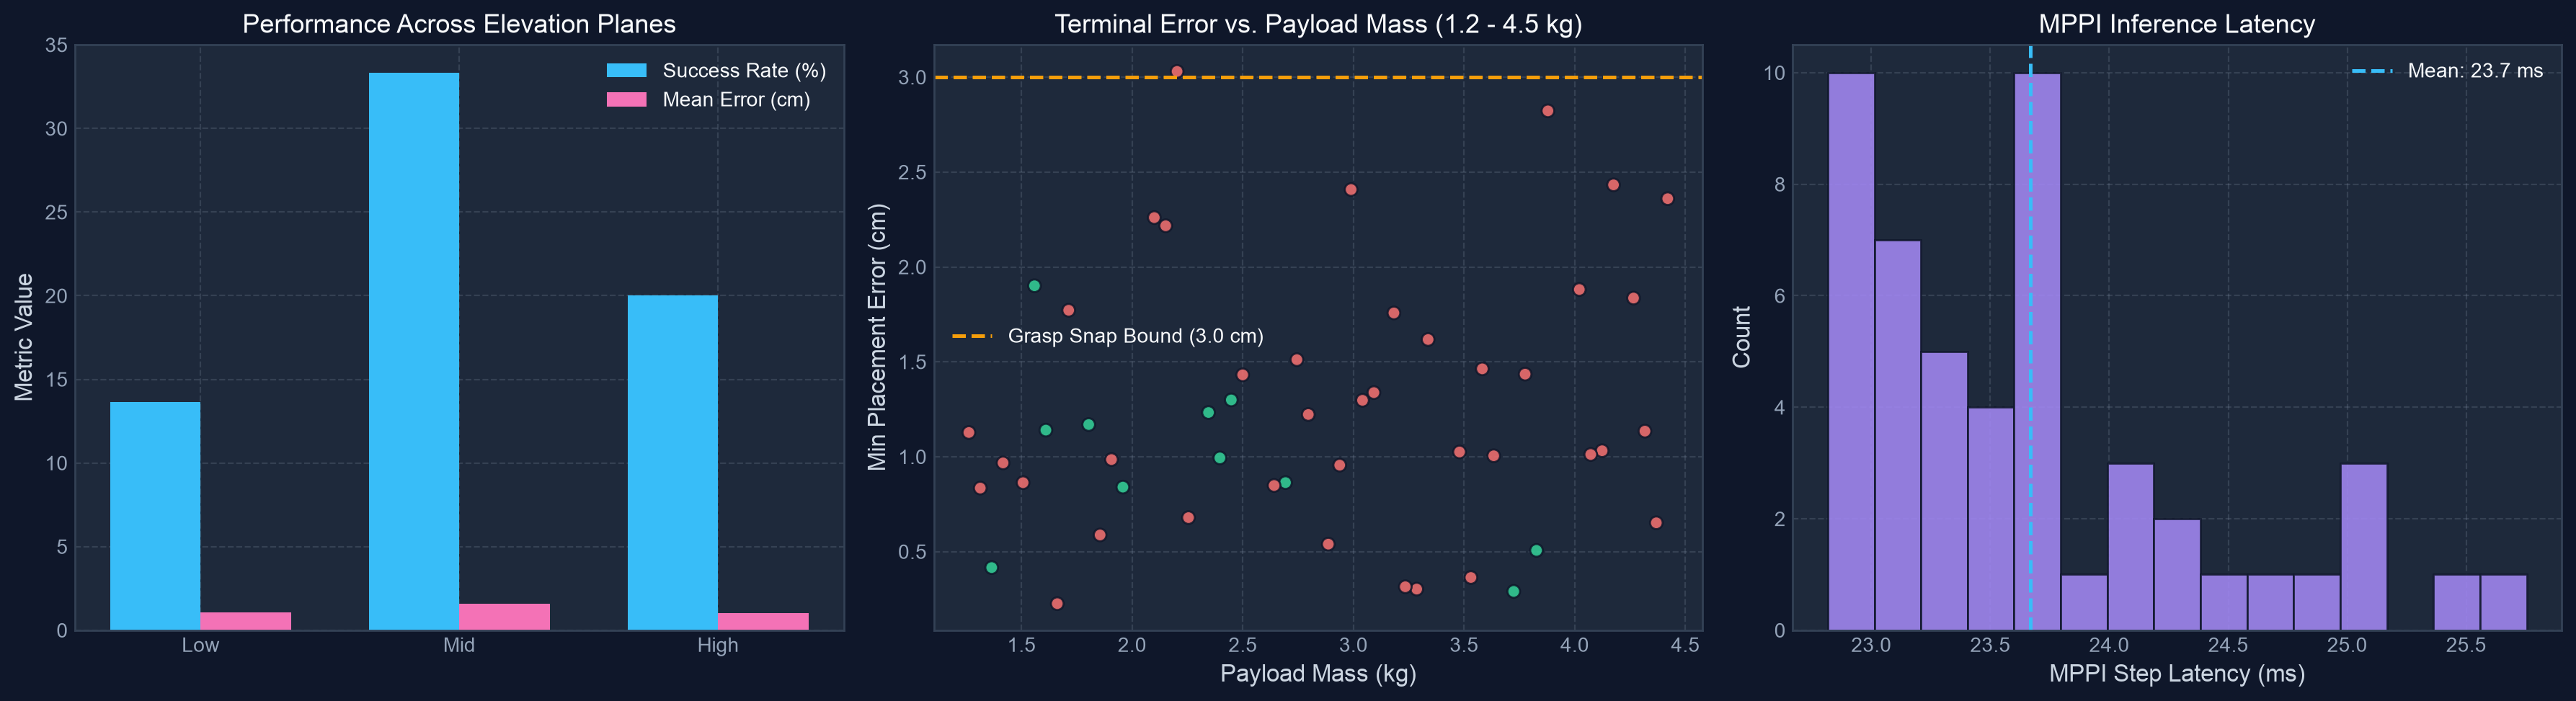 Performance Across Elevation Planes
Metric Value
35
30
25
20
15
10
5
0
Success Rate (%)
Mean Error (cm)
Low
Mid
High
Terminal Error vs. Payload Mass (1.2 - 4.5 kg)
Min Placement Error (cm)
3.0
2.5
2.0
1.5
1.0
0.5
Grasp Snap Bound (3.0 cm)
1.5
2.0
2.5
3.0
3.5
4.0
4.5
Payload Mass (kg)
MPPI Inference Latency
Count
10
8
6
4
2
0
Mean: 23.7 ms
23.0
23.5
24.0
24.5
25.0
25.5
MPPI Step Latency (ms)